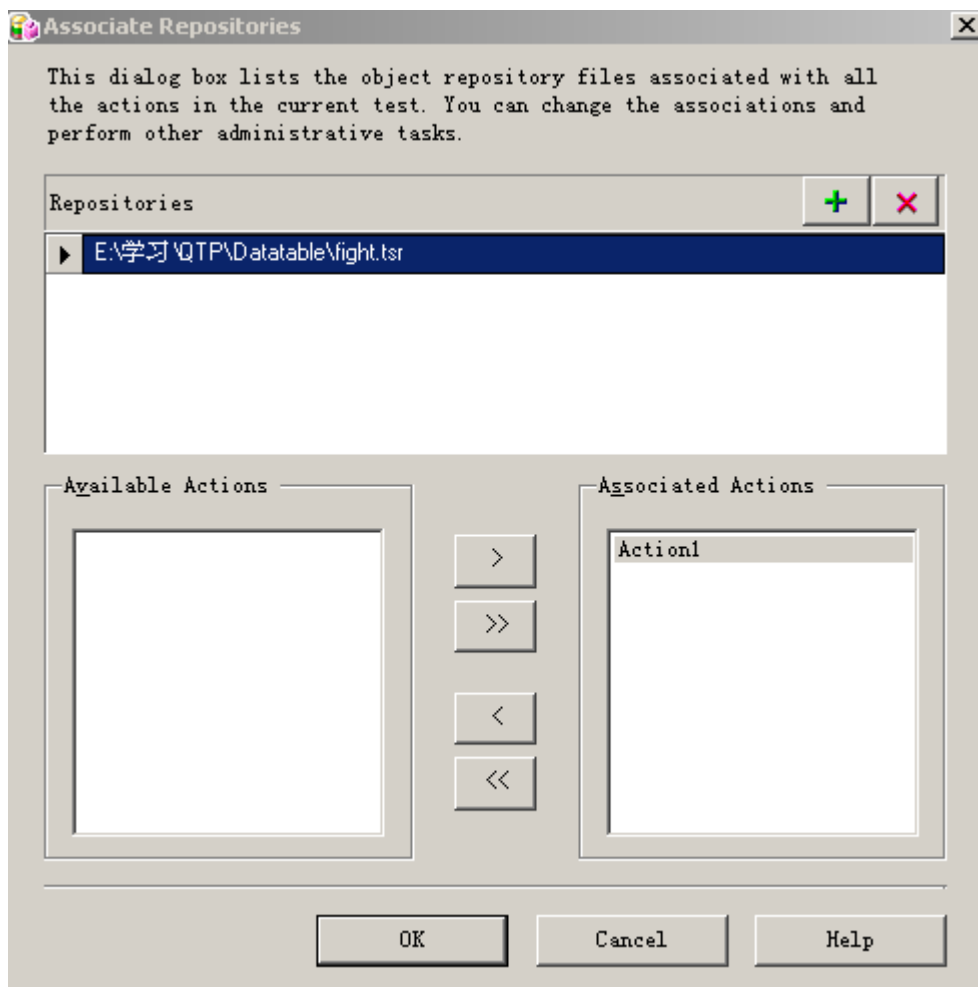 Associate Repositories
This dialog box lists the object repository files associated with all
the actions in the current test. You can change the associations and
perform other administrative tasks.
Repositories
E:\学习\QTP\Datatable\fight.tsr
Available Actions
Associated Actions
Action1
>
>>
<
<<
OK
Cancel
Help